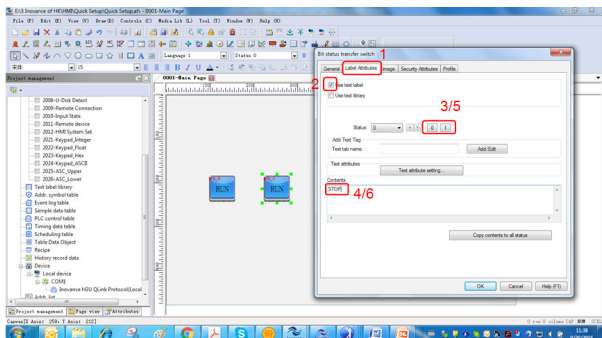 E:\3 Inovance of HK\HMI\Quick Setup\Quick Setup.afs - 0001-Main Page
File (F) Edit (E) View (V) Draw(D) Controls (C) Media Lib (L) Tool (T) Window (W) Help (H)
Language 1 Status 0
15
B I U A
Project management
2008-U-Disk Detect
2009-Remote Connection
2010-Input State
2011-Remote device
2012-HMI System Set
2021-Keypad_Integer
2022-Keypad_Float
2023-Keypad_Hex
2024-Keypad_ASCII
2025-ASC_Upper
2026-ASC_Lower
Text label library
Addr. symbol table
Event log table
Sample data table
PLC control table
Timing data table
Scheduling table
Table Data Object
Recipe
History record data
Device
Local device
COM1
Inovance H3U QLink Protocol(Local
Project management Page view Attributes
0001-Main Page
100 200 300
RUN
RUN
Bit status transfer switch 1
General Label Attributes Image Security Attributes Profile
2 Use text label
Use text library
3/5
Status: 0 0 1
Add Text Tag
Text tab name: Add/Edit
Text attributes
Text attribute setting...
Contents
STOP 4/6
Copy contents to all status
OK Cancel Help (F1)
11:38